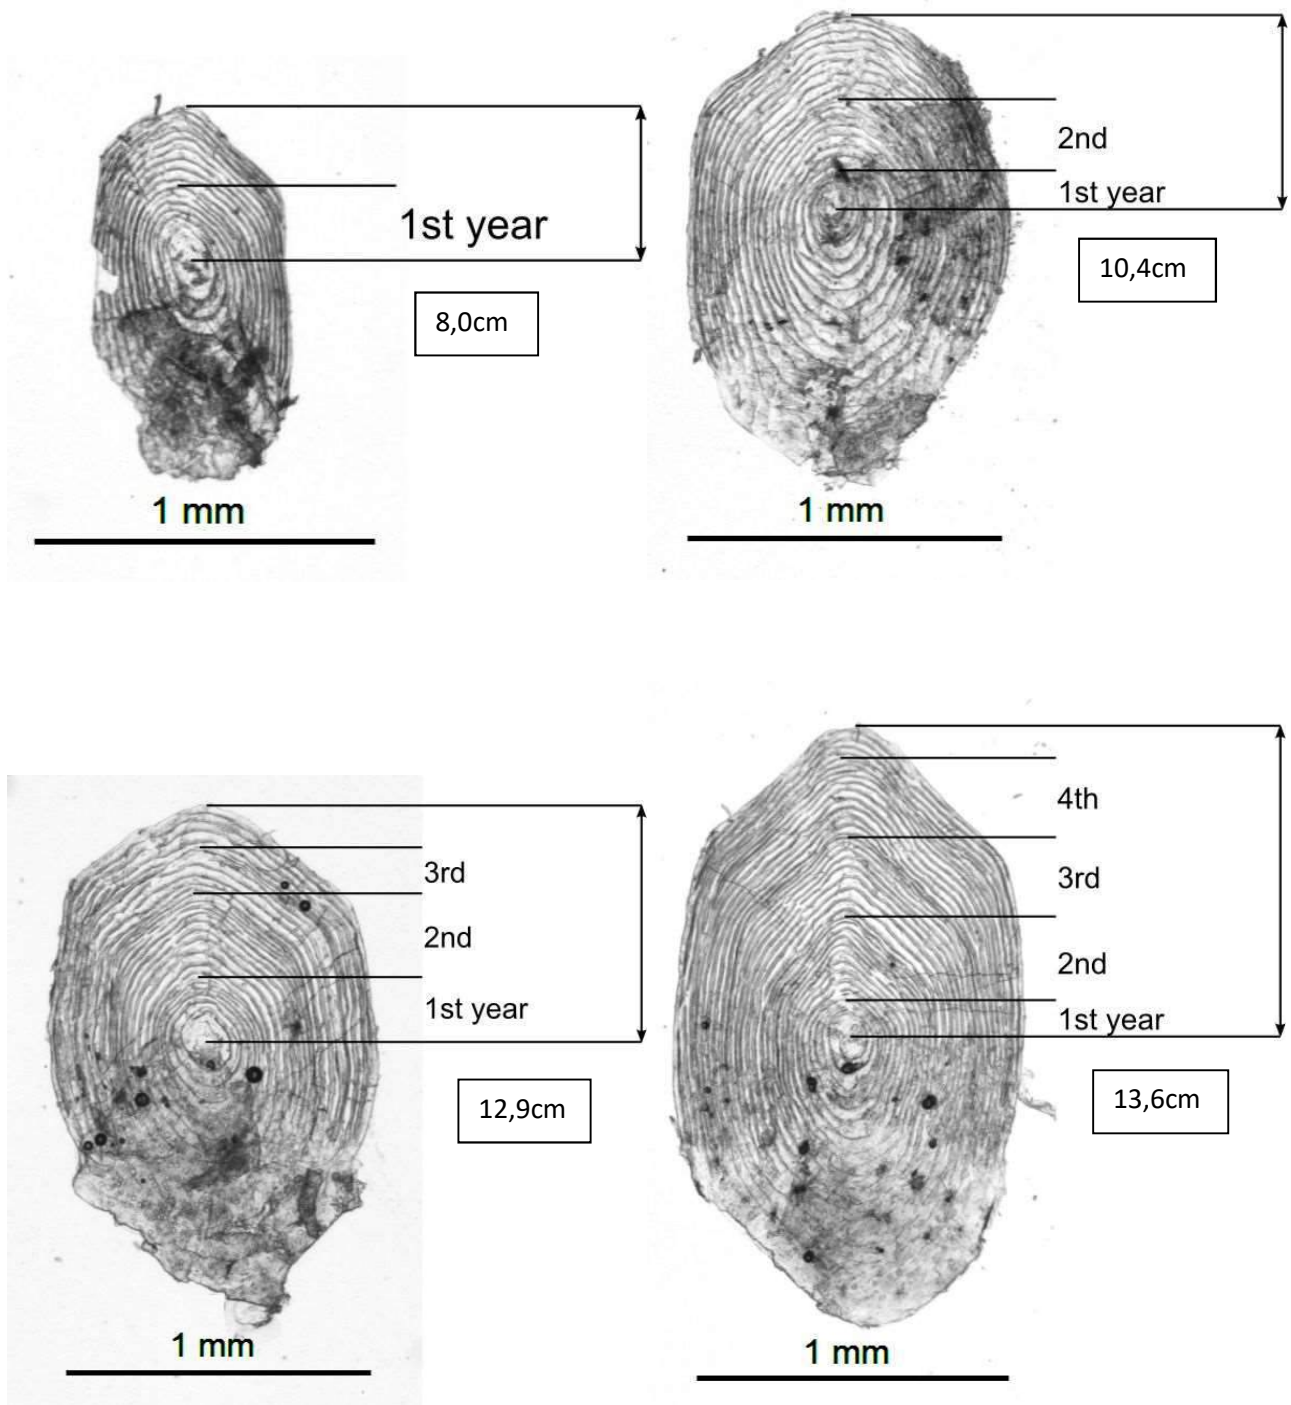 1st year
8,0cm
1 mm
2nd
1st year
10,4cm
1 mm
3rd
2nd
1st year
12,9cm
1 mm
4th
3rd
2nd
1st year
13,6cm
1 mm